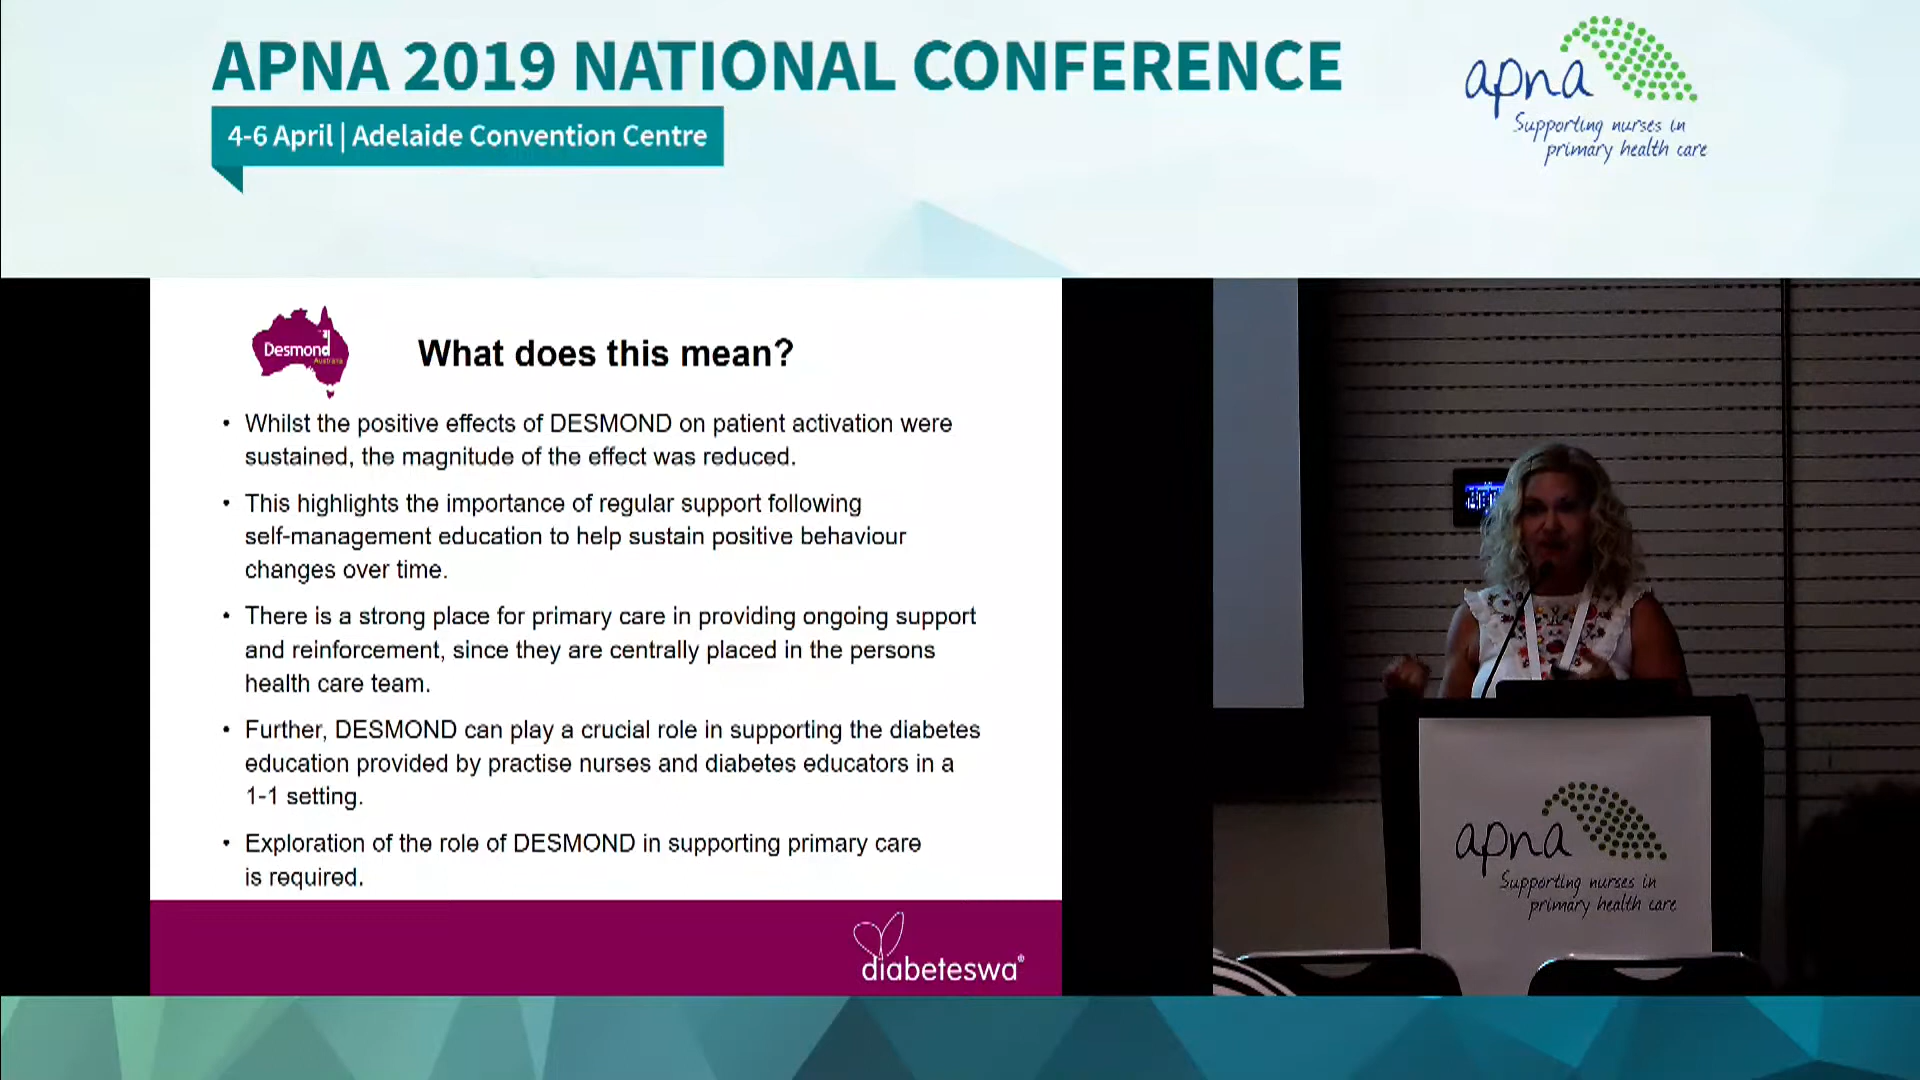 APNA 2019 NATIONAL CONFERENCE
4-6 April | Adelaide Convention Centre
apna
Supporting nurses in
primary health care
Desmond
Australia
What does this mean?
• Whilst the positive effects of DESMOND on patient activation were
sustained, the magnitude of the effect was reduced.
• This highlights the importance of regular support following
self-management education to help sustain positive behaviour
changes over time.
• There is a strong place for primary care in providing ongoing support
and reinforcement, since they are centrally placed in the persons
health care team.
• Further, DESMOND can play a crucial role in supporting the diabetes
education provided by practise nurses and diabetes educators in a
1-1 setting.
• Exploration of the role of DESMOND in supporting primary care
is required.
diabeteswa®
apna
Supporting nurses in
primary health care